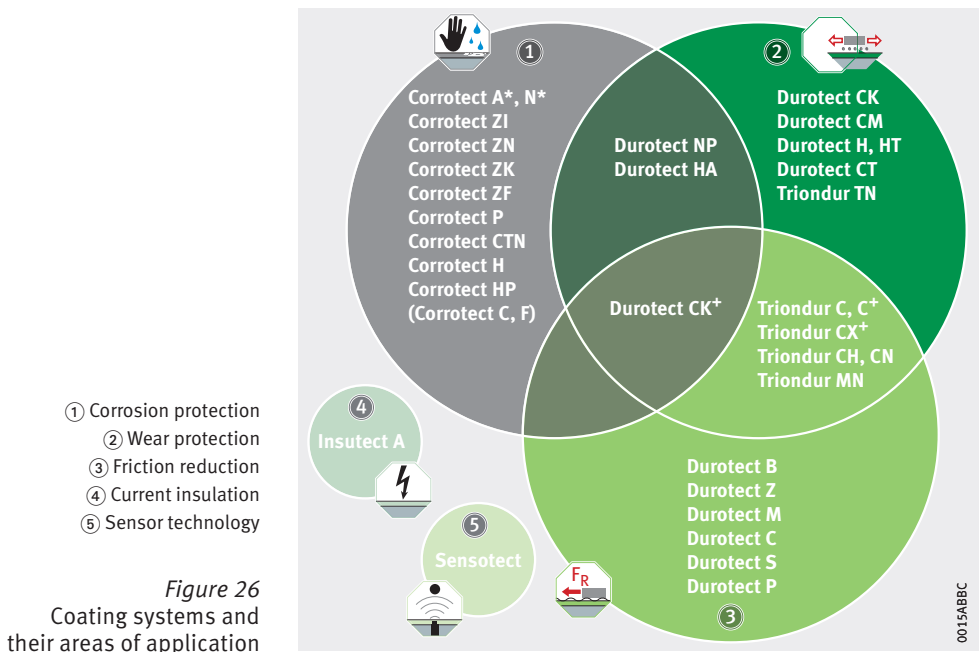 ①
Corrotect A*, N*
Corrotect ZI
Corrotect ZN
Corrotect ZK
Corrotect ZF
Corrotect P
Corrotect CTN
Corrotect H
Corrotect HP
(Corrotect C, F)
Durotect NP
Durotect HA
②
Durotect CK
Durotect CM
Durotect H, HT
Durotect CT
Triondur TN
Durotect CK⁺
Triondur C, C⁺
Triondur CX⁺
Triondur CH, CN
Triondur MN
④
Insutect A
⑤
Sensotect
Durotect B
Durotect Z
Durotect M
Durotect C
Durotect S
Durotect P
③
F_R
① Corrosion protection
② Wear protection
③ Friction reduction
④ Current insulation
⑤ Sensor technology
Figure 26
Coating systems and
their areas of application
0015ABBC